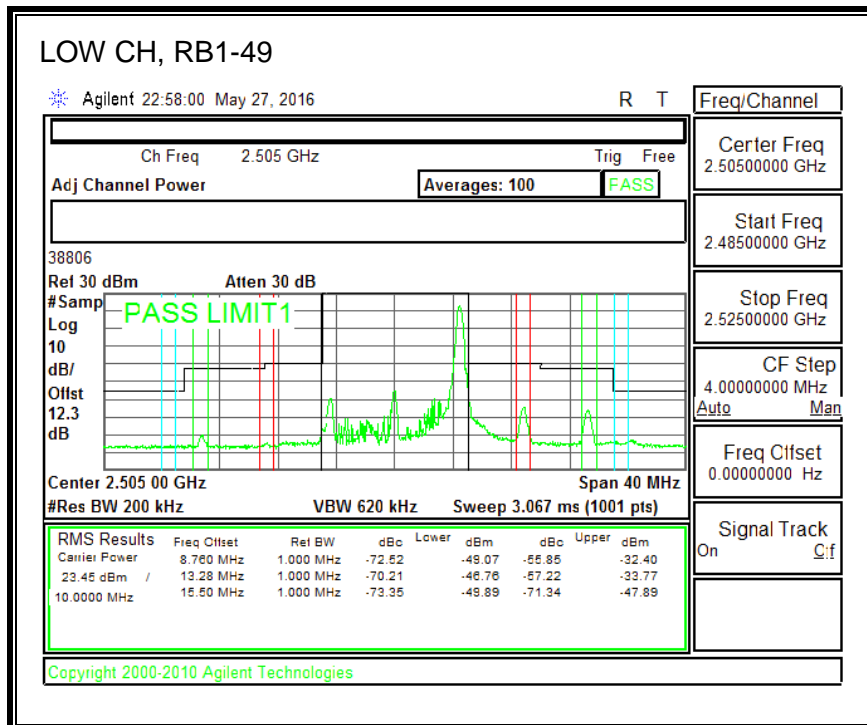 LOW CH, RB1-49
Agilent 22:58:00 May 27, 2016 R T
Freq/Channel
Ch Freq 2.505 GHz Trig Free
Adj Channel Power Averages: 100 PASS
Center Freq
2.50500000 GHz
Start Freq
2.48500000 GHz
Stop Freq
2.52500000 GHz
CF Step
4.00000000 MHz
Auto Man
Freq Offset
0.00000000 Hz
Signal Track
On Off
38806
Ref 30 dBm Atten 30 dB
#Samp
Log
10
dB/
Offst
12.3
dB
PASS LIMIT1
Center 2.505 00 GHz Span 40 MHz
#Res BW 200 kHz VBW 620 kHz Sweep 3.067 ms (1001 pts)
RMS Results Freq Offset Ref BW dBc Lower dBm dBc Upper dBm
Carrier Power 8.760 MHz 1.000 MHz -72.52 -49.07 -55.85 -32.40
23.45 dBm / 13.28 MHz 1.000 MHz -70.21 -46.76 -57.22 -33.77
10.0000 MHz 15.50 MHz 1.000 MHz -73.35 -49.89 -71.34 -47.89
Copyright 2000-2010 Agilent Technologies